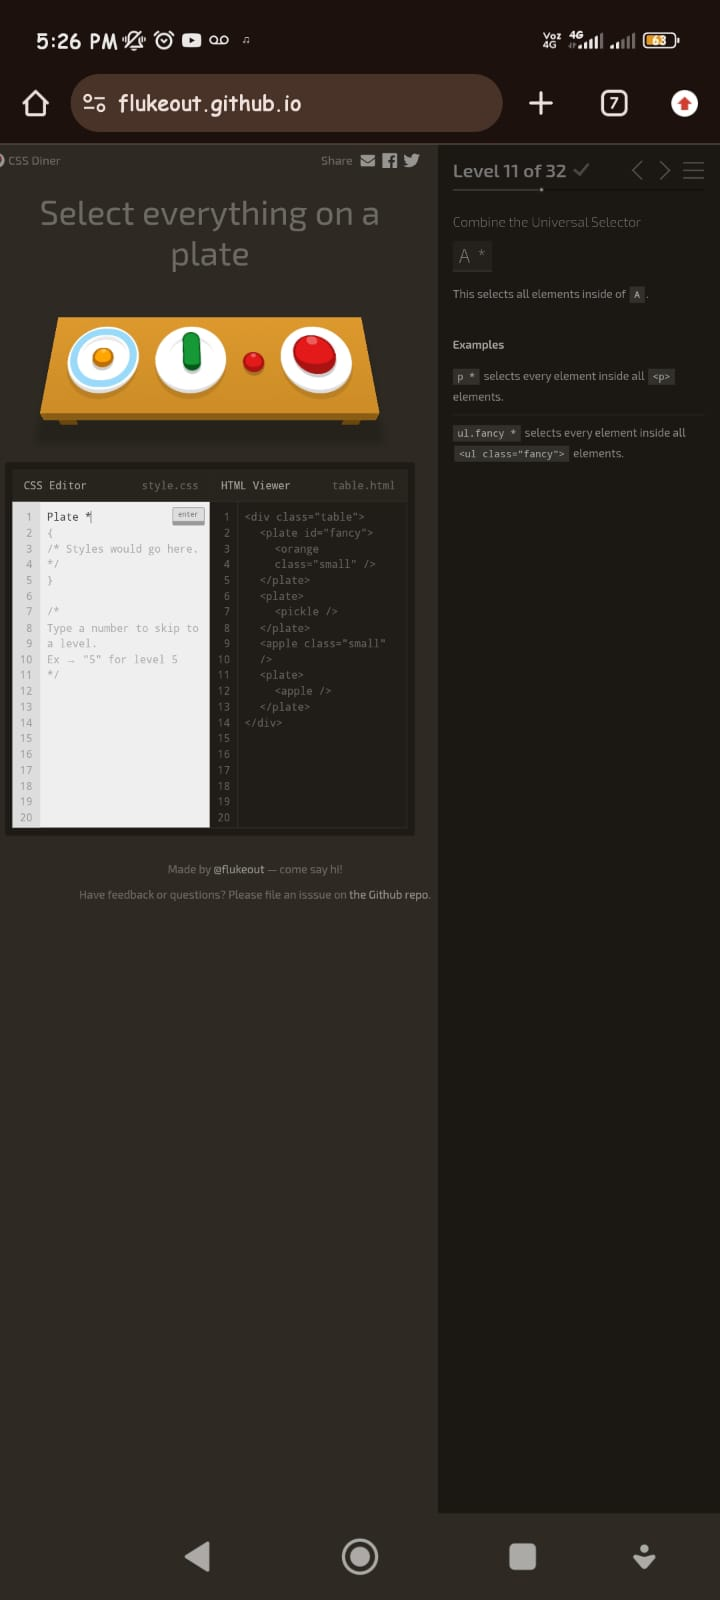 5:26 PM
Voz 4G 4G 63
flukeout.github.io
7
CSS Diner
Share
Select everything on a
plate
CSS Editor style.css
HTML Viewer table.html
1 Plate *
enter
2 {
3 /* Styles would go here.
4 */
5 }
6
7 /*
8 Type a number to skip to
9 a level.
10 Ex → "5" for level 5
11 */
12
13
14
15
16
17
18
19
20
1 <div class="table">
2 <plate id="fancy">
3 <orange
4 class="small" />
5 </plate>
6 <plate>
7 <pickle />
8 </plate>
9 <apple class="small"
10 />
11 <plate>
12 <apple />
13 </plate>
14 </div>
15
16
17
18
19
20
Made by @flukeout — come say hi!
Have feedback or questions? Please file an isssue on the Github repo.
Level 11 of 32
Combine the Universal Selector
A *
This selects all elements inside of A .
Examples
p * selects every element inside all <p>
elements.
ul.fancy * selects every element inside all
<ul class="fancy"> elements.